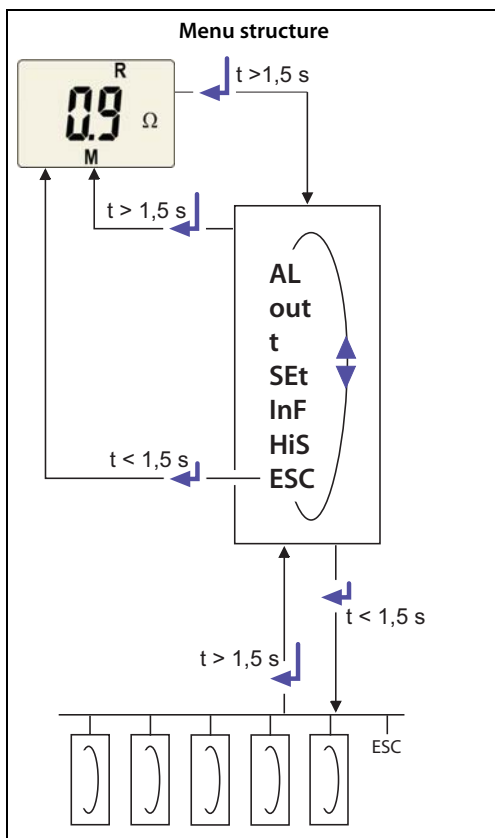 Menu structure
R
0.9 Ω
M
t >1,5 s
t > 1,5 s
AL
out
t
SEt
InF
HiS
ESC
t < 1,5 s
t < 1,5 s
t > 1,5 s
ESC